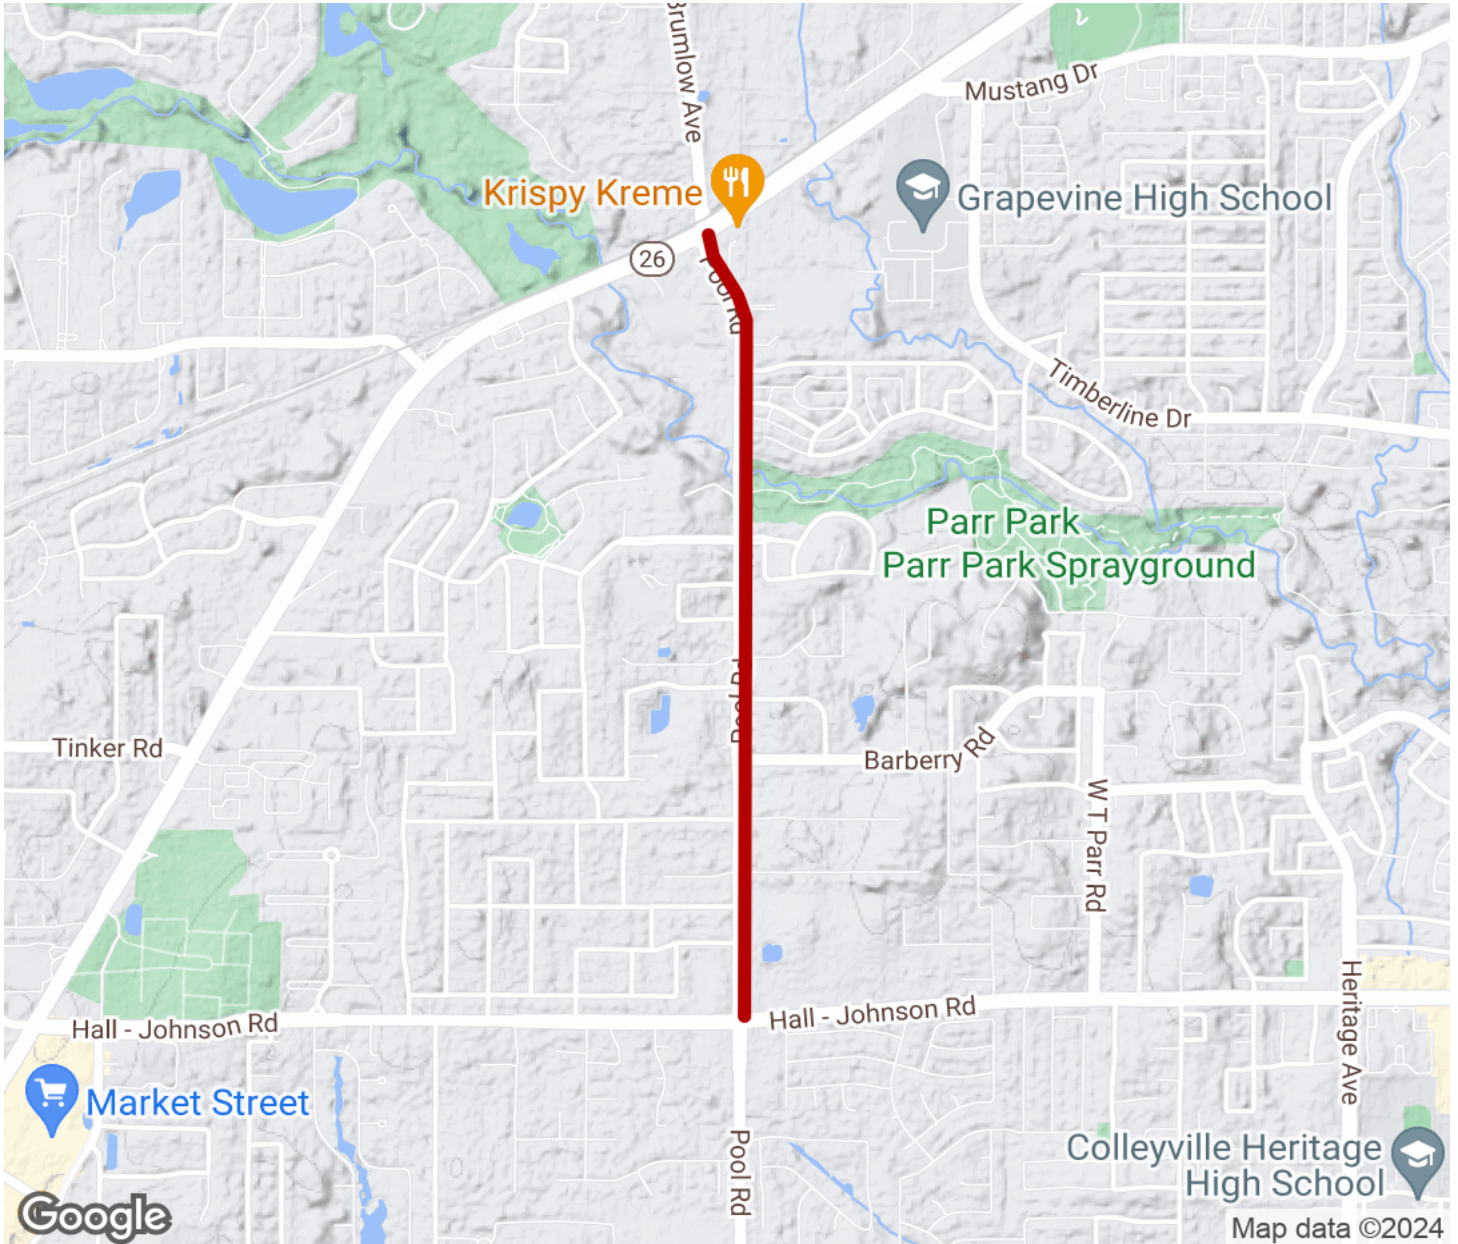 Brumlow Ave
Mustang Dr
Krispy Kreme
Grapevine High School
26
Pool Rd
Timberline Dr
Parr Park
Parr Park Sprayground
Pool Rd
Tinker Rd
Barberry Rd
W T Parr Rd
Hall - Johnson Rd
Hall - Johnson Rd
Heritage Ave
Market Street
Pool Rd
Colleyville Heritage
High School
Google
Map data ©2024